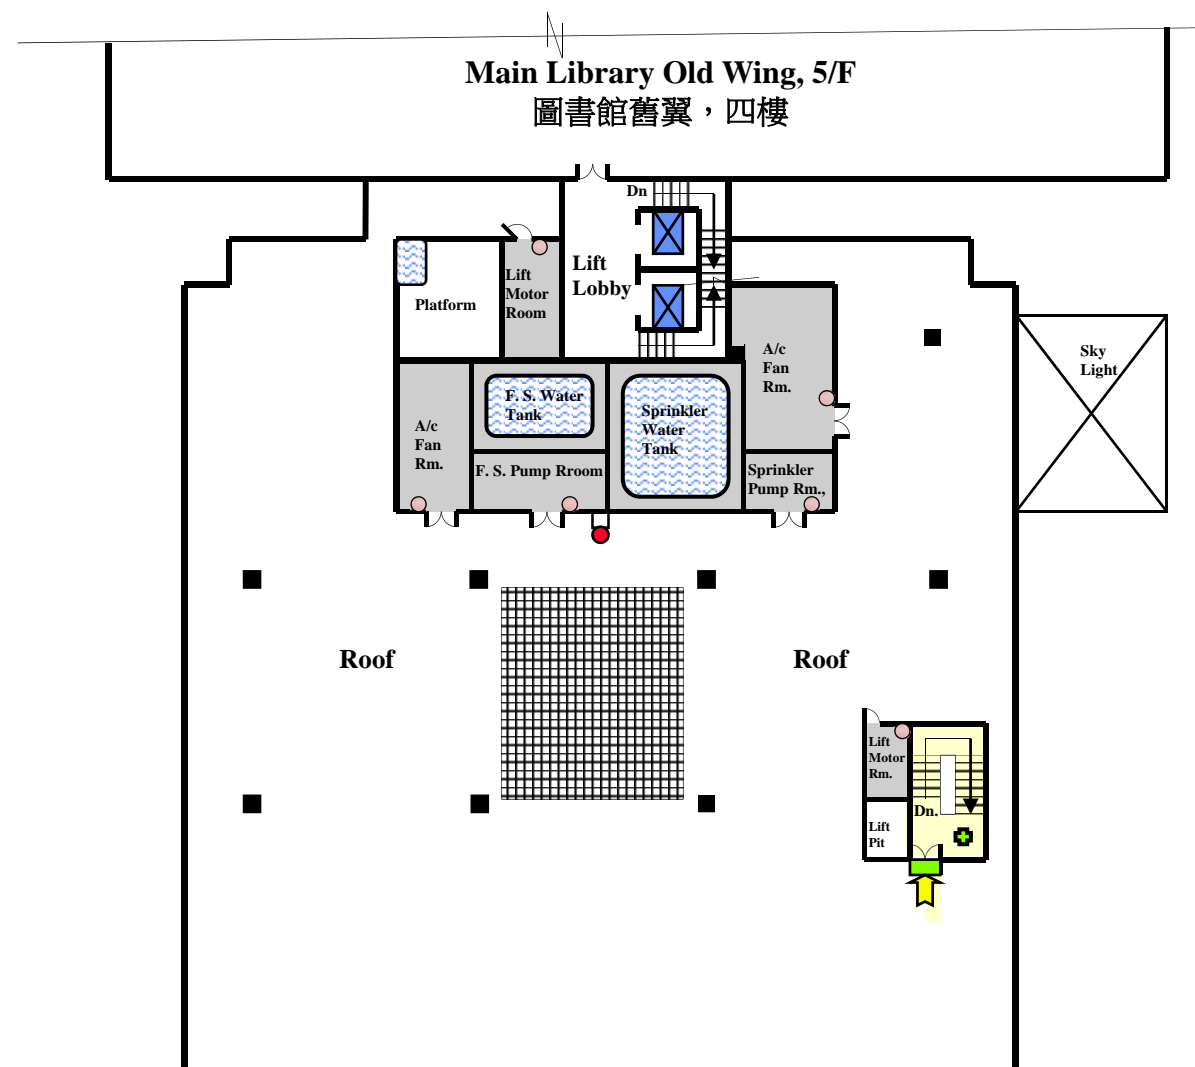 Main Library Old Wing, 5/F
圖書館舊翼，四樓
Dn
Lift
Lobby
Lift
Motor
Room
Platform
A/c
Fan
Rm.
Sky
Light
F. S. Water
Tank
Sprinkler
Water
Tank
A/c
Fan
Rm.
F. S. Pump Rroom
Sprinkler
Pump Rm.,
Roof
Roof
Lift
Motor
Rm.
Dn.
Lift
Pit